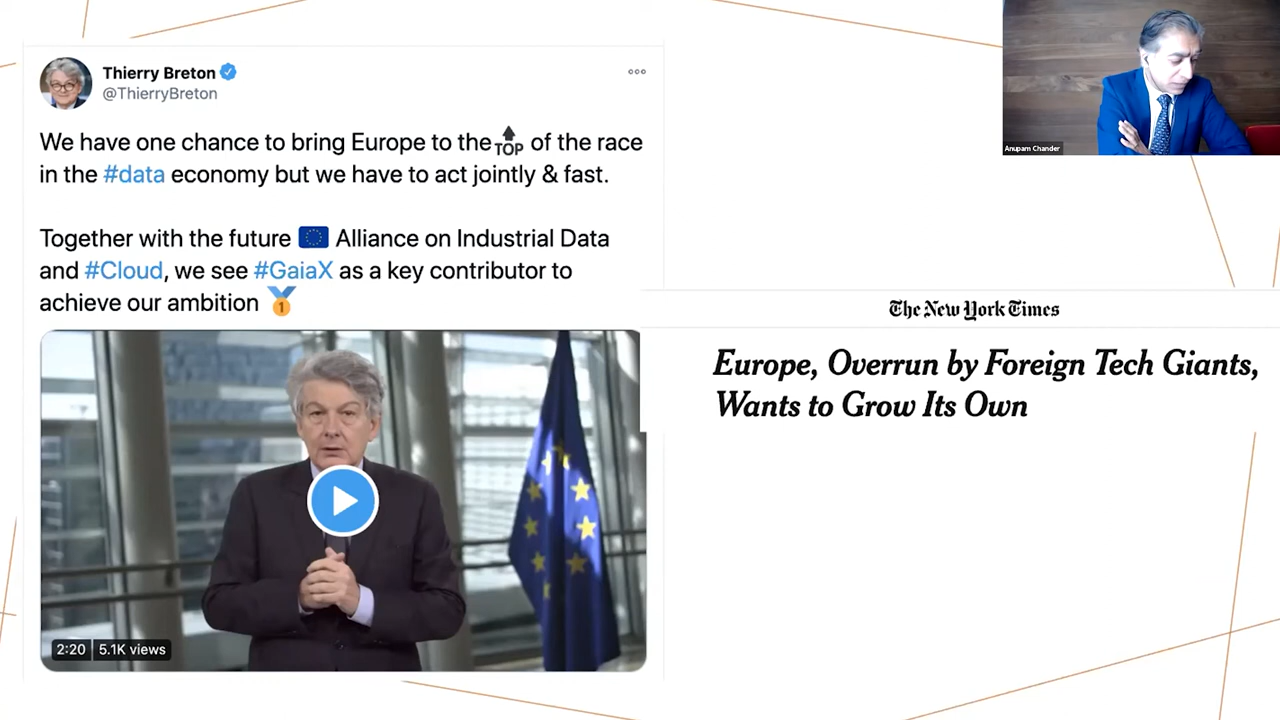 Thierry Breton
@ThierryBreton
We have one chance to bring Europe to the TOP of the race
in the #data economy but we have to act jointly & fast.
Together with the future 🇪🇺 Alliance on Industrial Data
and #Cloud, we see #GaiaX as a key contributor to
achieve our ambition 🥇
2:20 5.1K views
The New York Times
Europe, Overrun by Foreign Tech Giants,
Wants to Grow Its Own
Anupam Chander